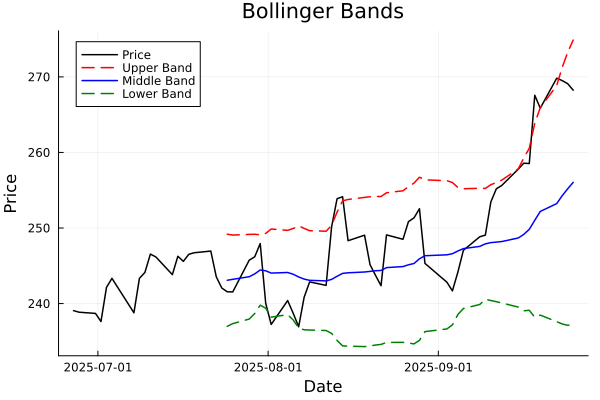 Bollinger Bands
Price
Upper Band
Middle Band
Lower Band
Price
270
260
250
240
2025-07-01
2025-08-01
2025-09-01
Date